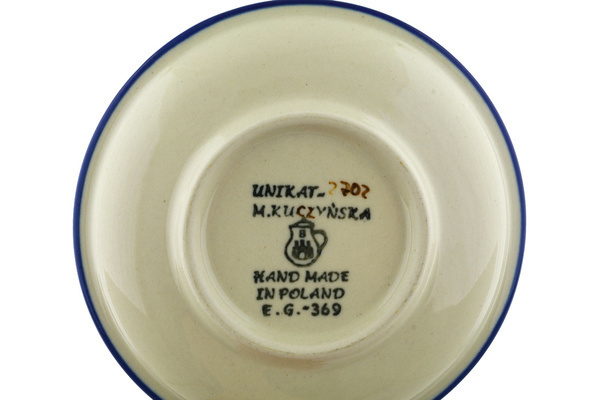 UNIKAT-2702
M.KUCZYŃSKA
B
HAND MADE
IN POLAND
E.G.-369